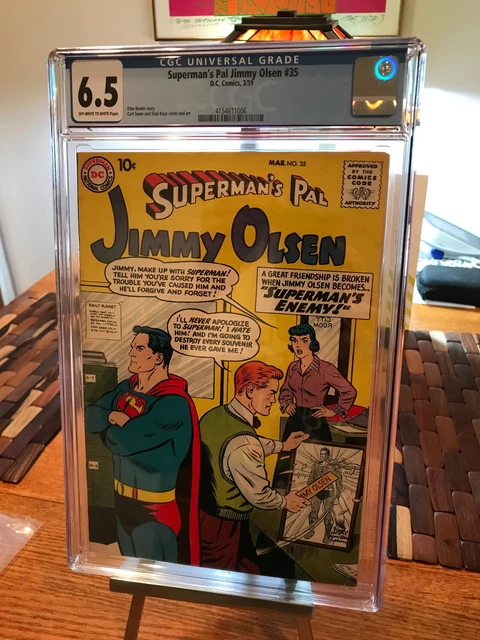 CGC UNIVERSAL GRADE
6.5
OFF-WHITE TO WHITE Pages
Superman's Pal Jimmy Olsen #35
D.C. Comics, 3/59
Otto Binder story
Curt Swan and Stan Kaye cover and art
4154611006
SUPERMAN
DC
10¢
MAR. NO. 35
APPROVED
BY THE
COMICS
CODE
AUTHORITY
SUPERMAN'S PAL
JIMMY OLSEN
JIMMY, MAKE UP WITH SUPERMAN!
TELL HIM YOU'RE SORRY FOR THE
TROUBLE YOU'VE CAUSED HIM AND
HE'LL FORGIVE AND FORGET!
A GREAT FRIENDSHIP IS BROKEN
WHEN JIMMY OLSEN BECOMES...
"SUPERMAN'S
ENEMY!"
DAILY PLANET
CITY
ROOM
I'LL NEVER APOLOGIZE
TO SUPERMAN! I HATE
HIM! AND I'M GOING TO
DESTROY EVERY SOUVENIR
HE EVER GAVE ME!